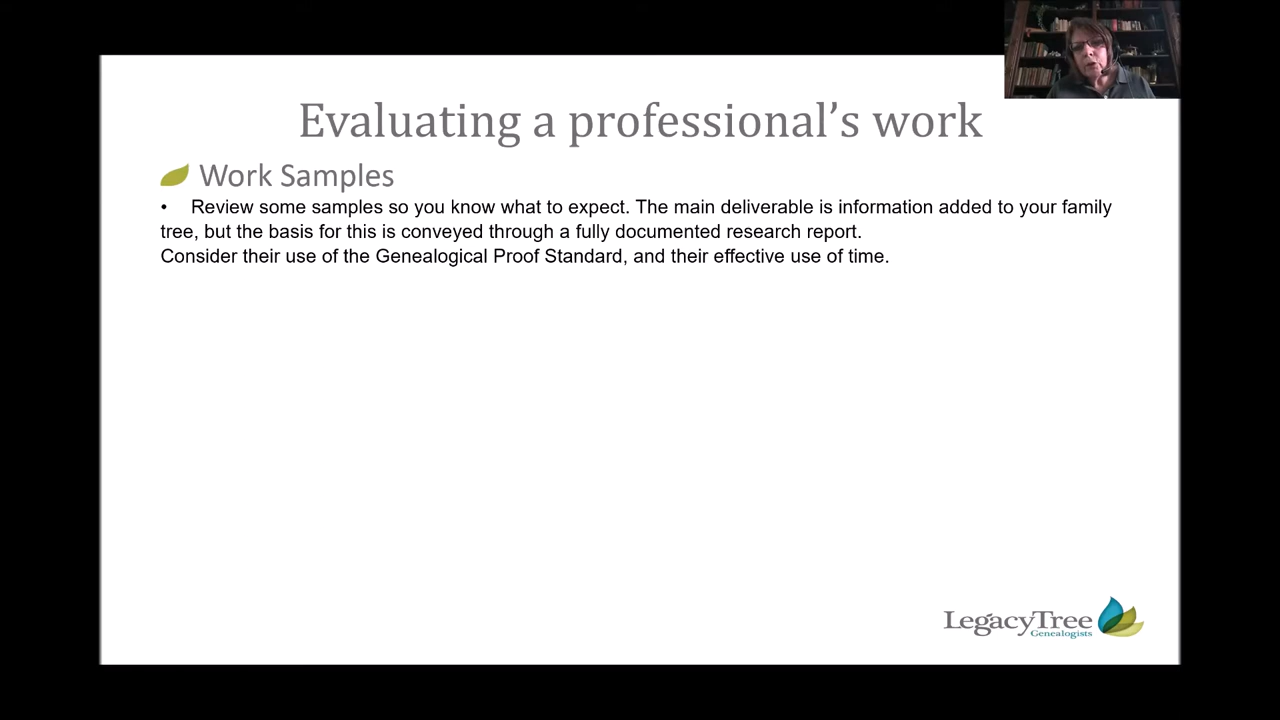 Evaluating a professional’s work
Work Samples
• Review some samples so you know what to expect. The main deliverable is information added to your family
tree, but the basis for this is conveyed through a fully documented research report.
Consider their use of the Genealogical Proof Standard, and their effective use of time.
LegacyTree
Genealogists